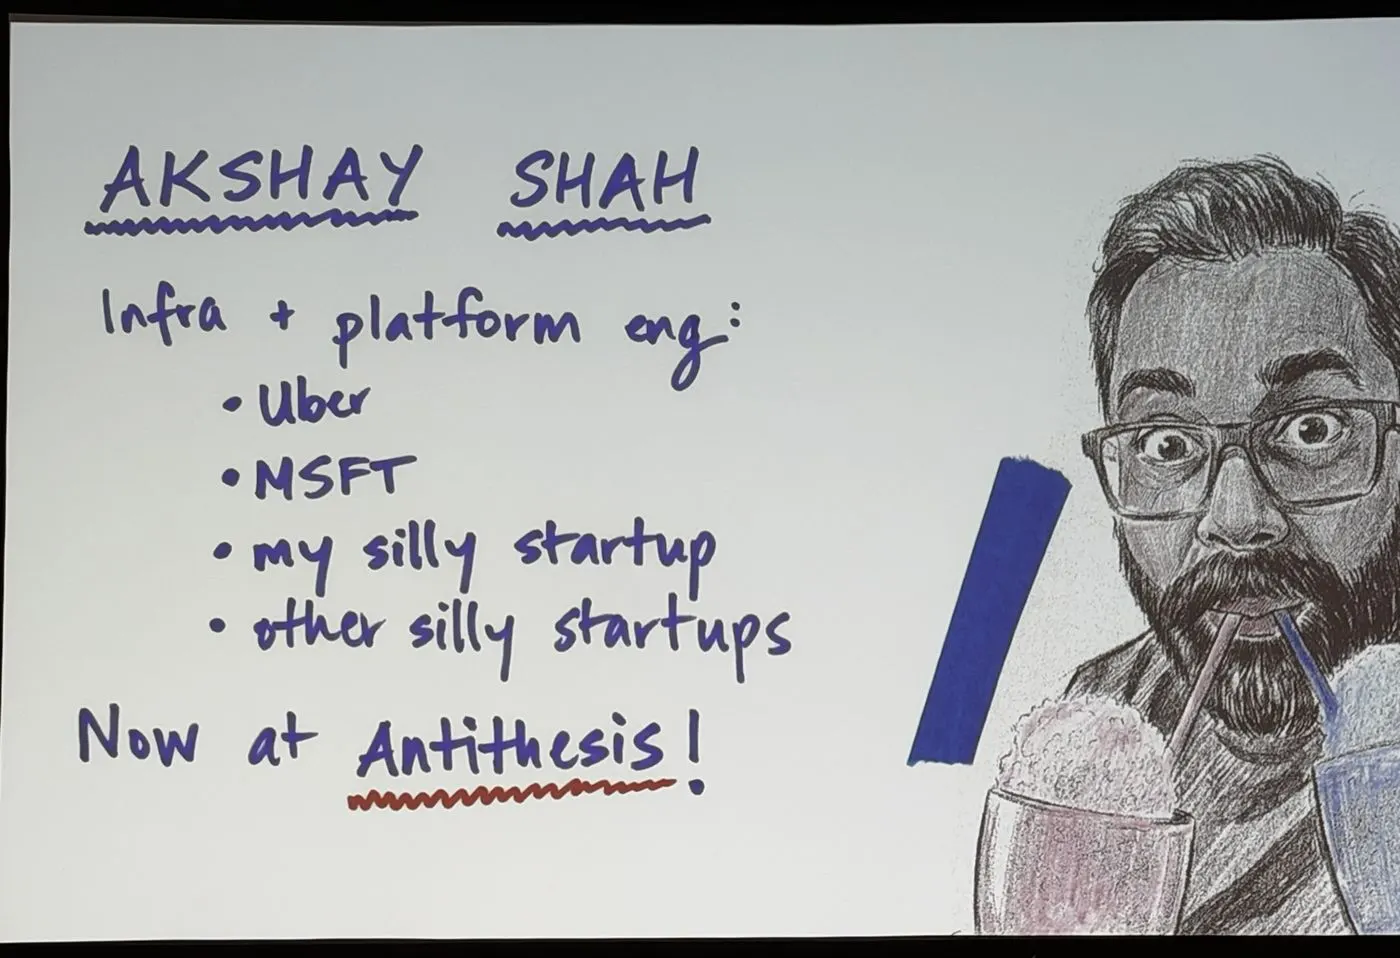 AKSHAY SHAH
Infra + platform eng:
• Uber
• MSFT
• my silly startup
• other silly startups
Now at Antithesis!